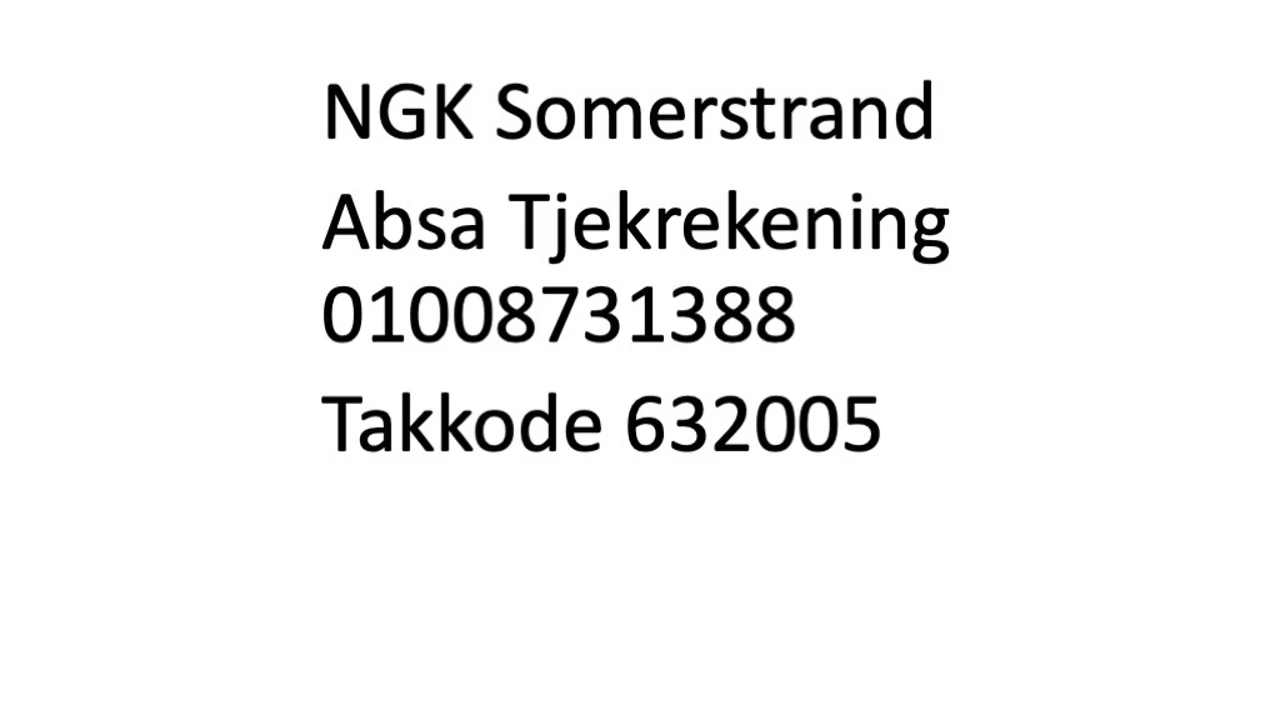 NGK Somerstrand
Absa Tjekrekening
01008731388
Takkode 632005